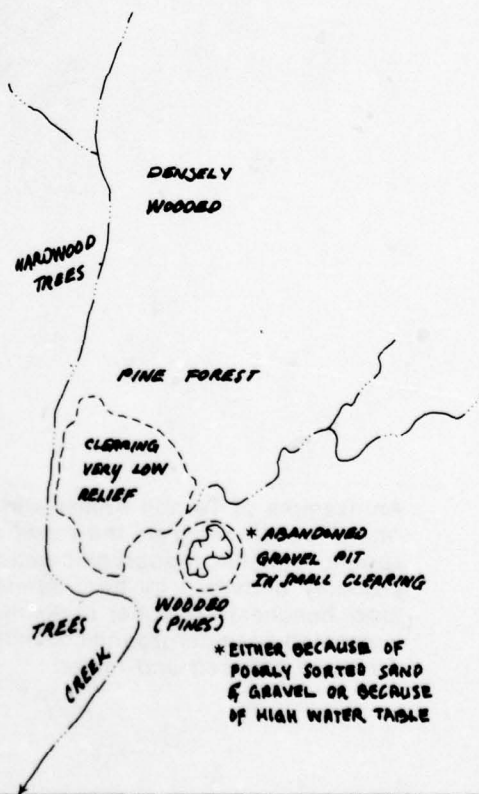 DENSELY
WOODED
HARDWOOD
TREES
PINE FOREST
CLEARING
VERY LOW
RELIEF
* ABANDONED
GRAVEL PIT
IN SMALL CLEARING
WOODED
(PINES)
TREES
CREEK
* EITHER BECAUSE OF
POORLY SORTED SAND
& GRAVEL OR BECAUSE
OF HIGH WATER TABLE